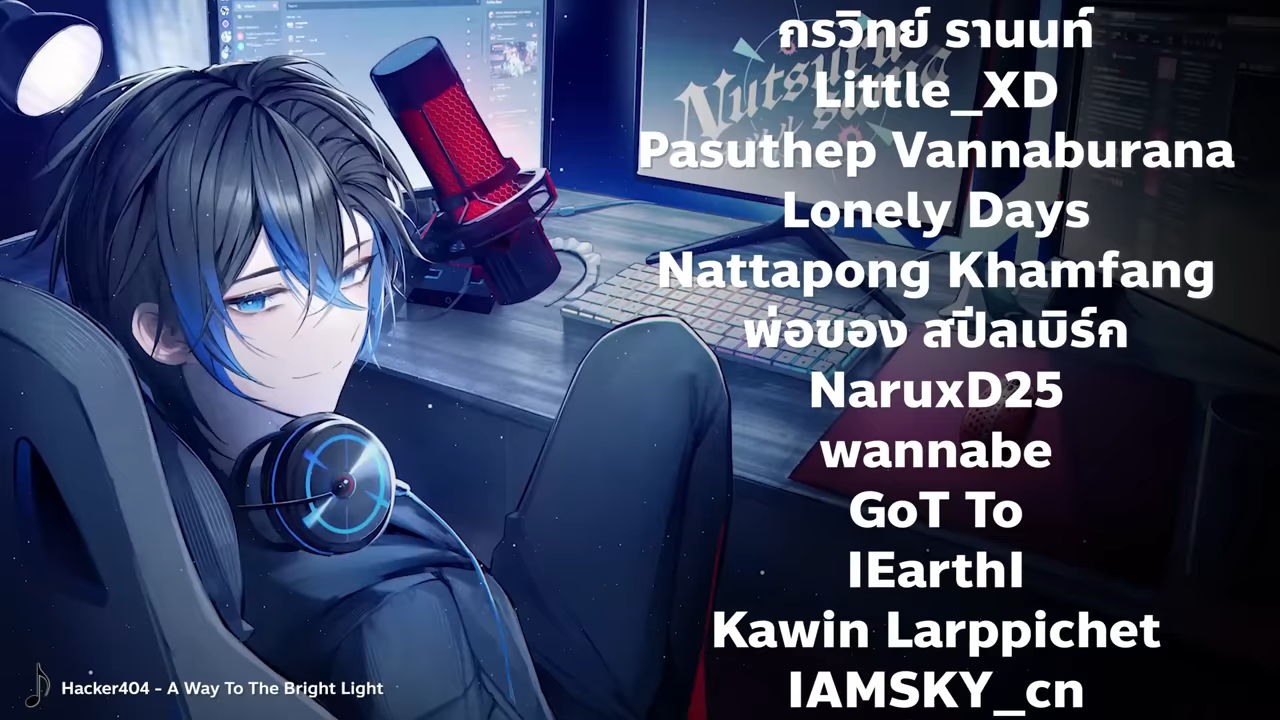 กรวิทย์ รานนท์
Little_XD
Pasuthep Vannaburana
Lonely Days
Nattapong Khamfang
พ่อของ สปีลเบิร์ก
NaruxD25
wannabe
GoT To
IEarthI
Kawin Larppichet
IAMSKY_cn
Hacker404 - A Way To The Bright Light